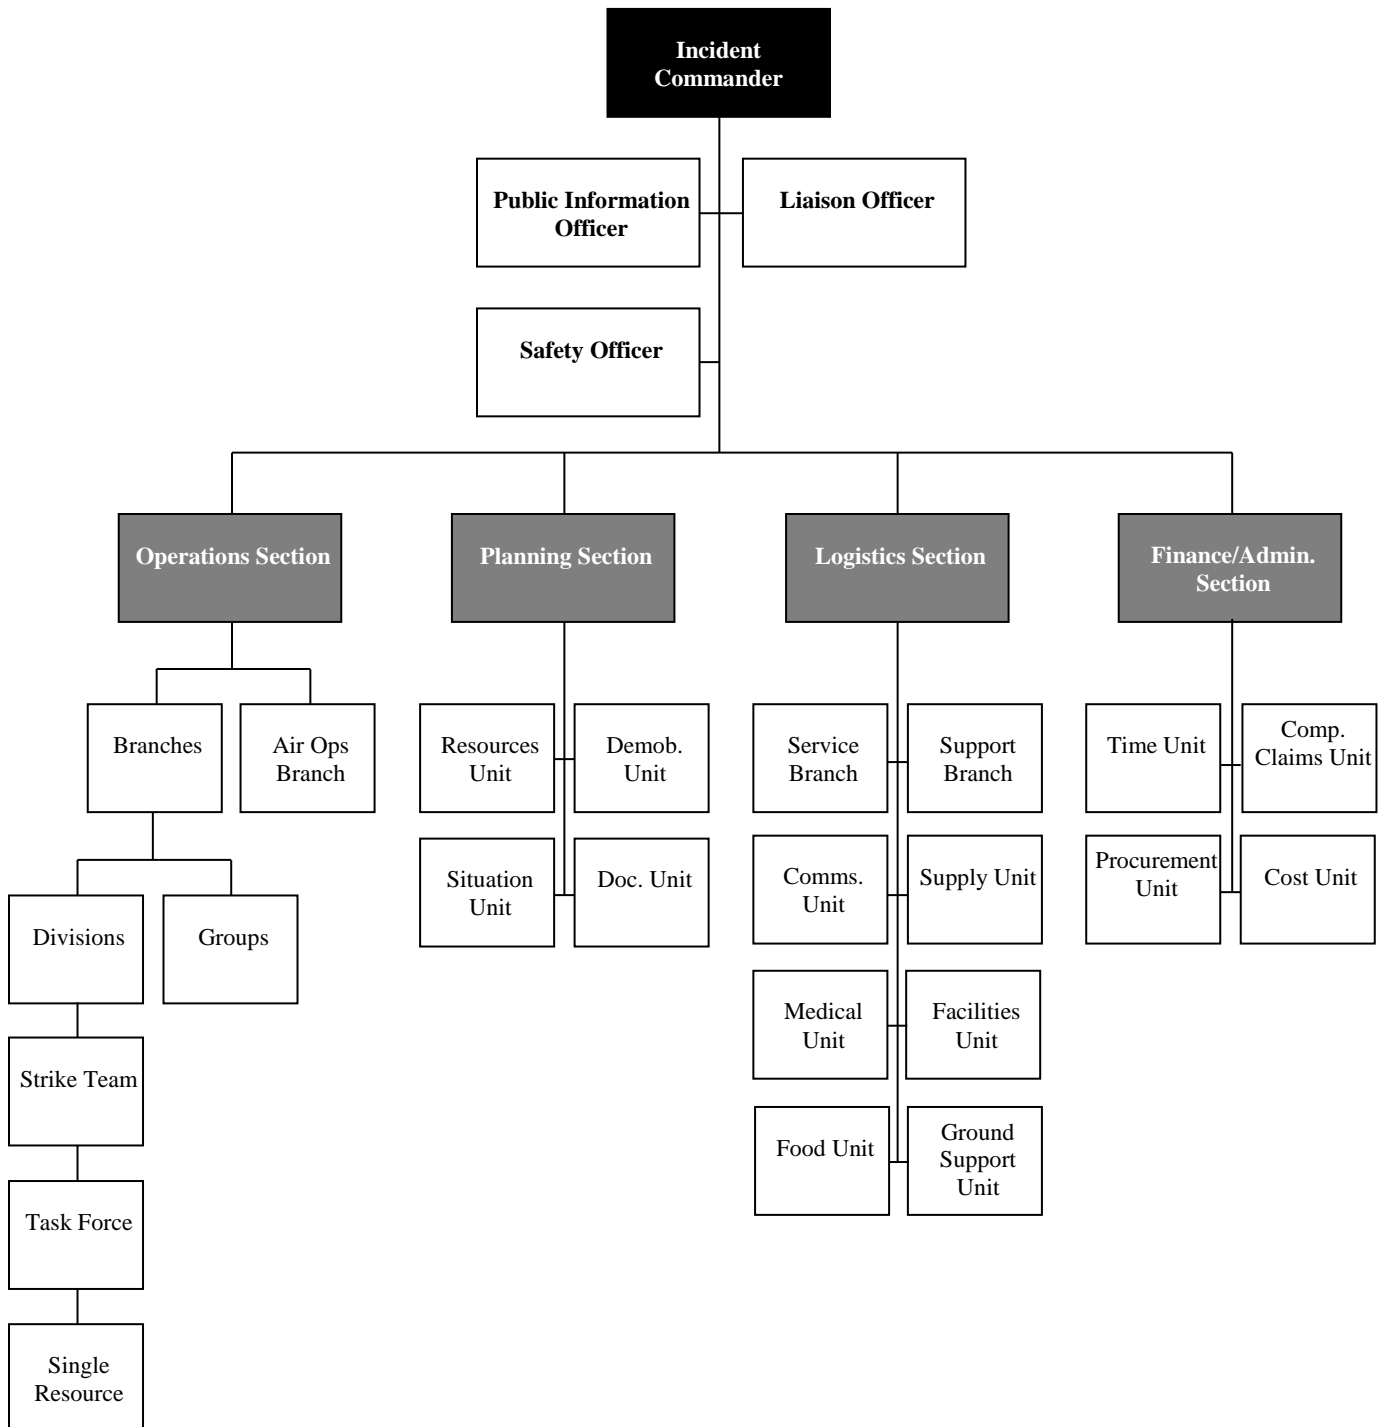 Incident
Commander
Public Information
Officer
Liaison Officer
Safety Officer
Operations Section
Planning Section
Logistics Section
Finance/Admin.
Section
Branches
Air Ops
Branch
Resources
Unit
Demob.
Unit
Service
Branch
Support
Branch
Time Unit
Comp.
Claims Unit
Situation
Unit
Doc. Unit
Comms.
Unit
Supply Unit
Procurement
Unit
Cost Unit
Divisions
Groups
Medical
Unit
Facilities
Unit
Strike Team
Food Unit
Ground
Support
Unit
Task Force
Single
Resource